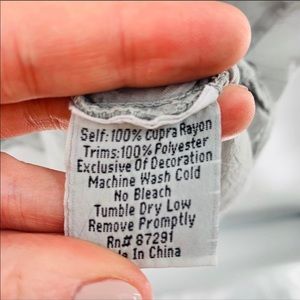 Self: 100% Cupra Rayon
Trims: 100% Polyester
Exclusive Of Decoration
Machine Wash Cold
No Bleach
Tumble Dry Low
Remove Promptly
Rn# 87291
In China